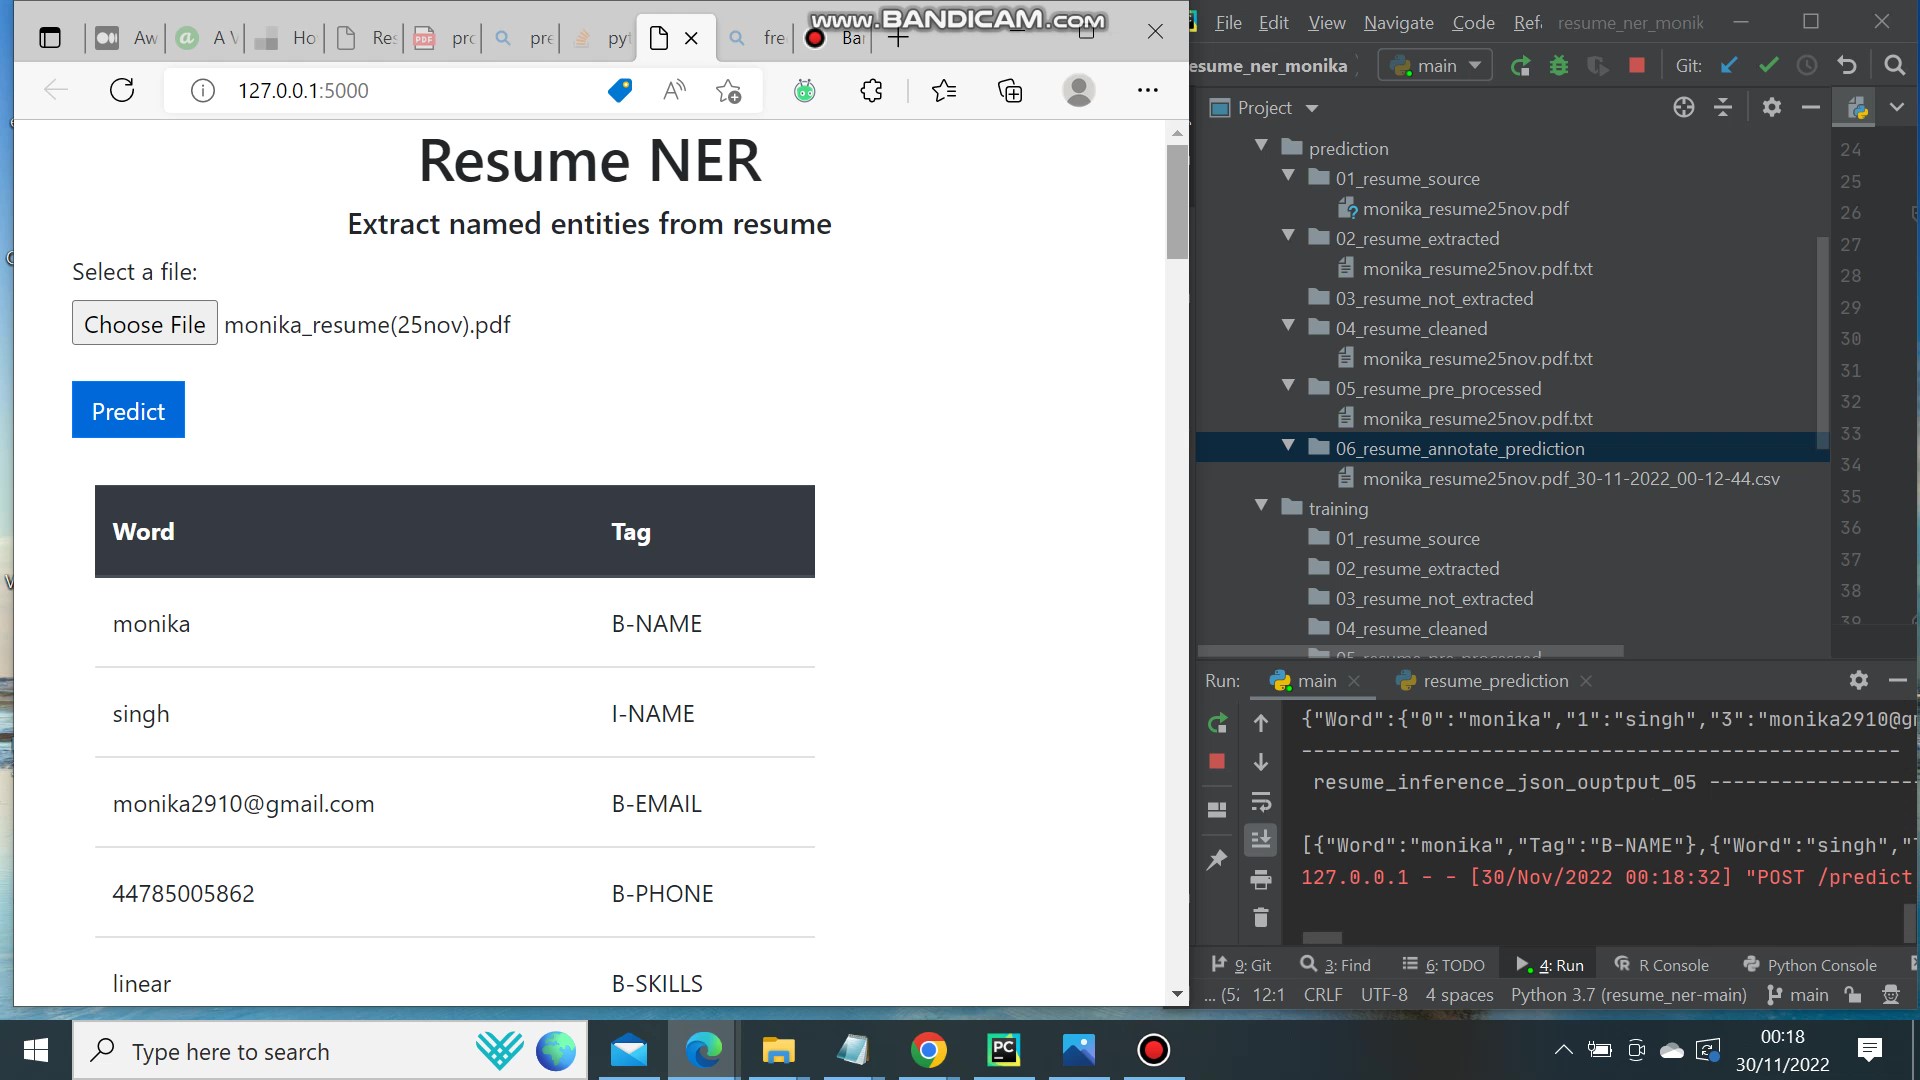 www.BANDICAM.com
Aw
A V
Ho
Res
prc
pre
pyt
fre
Bar
127.0.0.1:5000
Resume NER
Extract named entities from resume
Select a file:
Choose File monika_resume(25nov).pdf
Predict
Word Tag
monika B-NAME
singh I-NAME
monika2910@gmail.com B-EMAIL
44785005862 B-PHONE
linear B-SKILLS
File Edit View Navigate Code Ref resume_ner_monik
esume_ner_monika main Git:
Project
prediction
01_resume_source
monika_resume25nov.pdf
02_resume_extracted
monika_resume25nov.pdf.txt
03_resume_not_extracted
04_resume_cleaned
monika_resume25nov.pdf.txt
05_resume_pre_processed
monika_resume25nov.pdf.txt
06_resume_annotate_prediction
monika_resume25nov.pdf_30-11-2022_00-12-44.csv
training
01_resume_source
02_resume_extracted
03_resume_not_extracted
04_resume_cleaned
05_resume_pre_processed
24
25
26
27
28
29
30
31
32
33
34
35
36
37
38
39
Run: main resume_prediction
{"Word":{"0":"monika","1":"singh","3":"monika2910@gm
--------------------------------------------------
resume_inference_json_ouptput_05 -----------------
[{"Word":"monika","Tag":"B-NAME"},{"Word":"singh","T
127.0.0.1 - - [30/Nov/2022 00:18:32] "POST /predict
9: Git 3: Find 6: TODO 4: Run R Console Python Console
... (52 12:1 CRLF UTF-8 4 spaces Python 3.7 (resume_ner-main) main
Type here to search
PC
00:18
30/11/2022